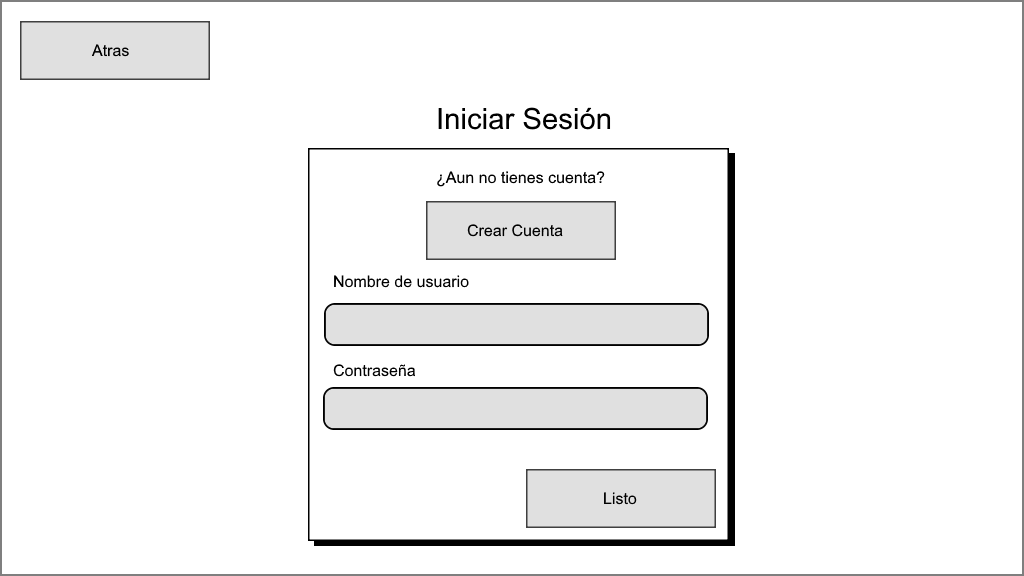 Atras
Iniciar Sesión
¿Aun no tienes cuenta?
Crear Cuenta
Nombre de usuario
Contraseña
Listo